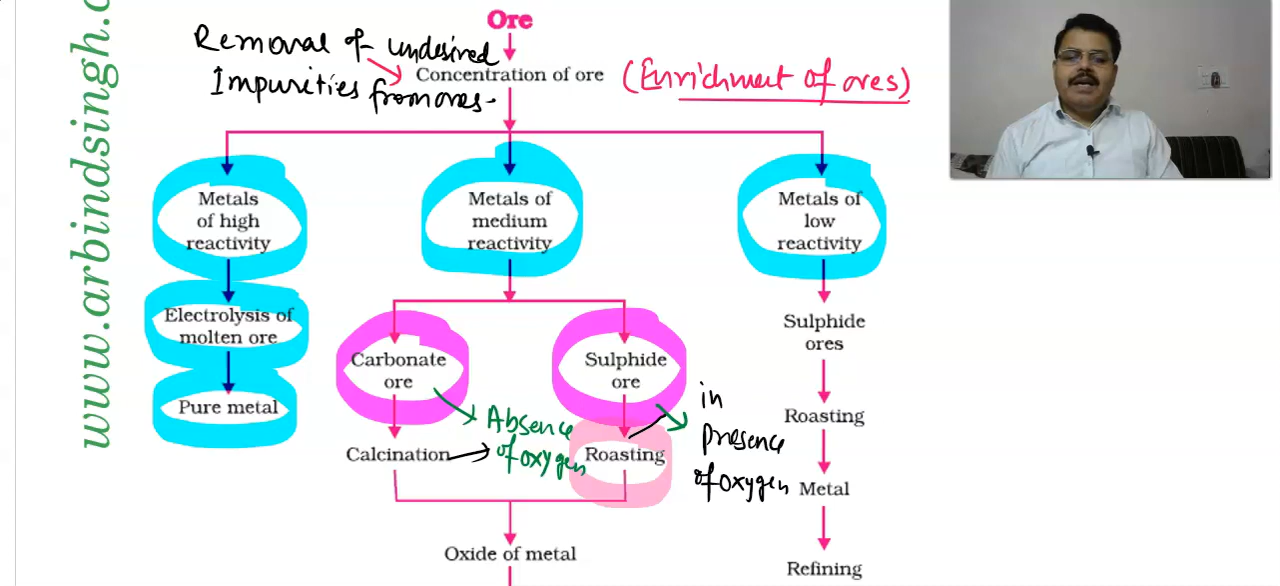 www.arbindsingh.c
Ore
Removal of undesired
Impurities from ores.
Concentration of ore
(Enrichment of ores)
Metals
of high
reactivity
Metals of
medium
reactivity
Metals of
low
reactivity
Electrolysis of
molten ore
Pure metal
Carbonate
ore
Sulphide
ore
Sulphide
ores
Absence
of oxygen
in
presence
of oxygen
Calcination
Roasting
Roasting
Metal
Oxide of metal
Refining